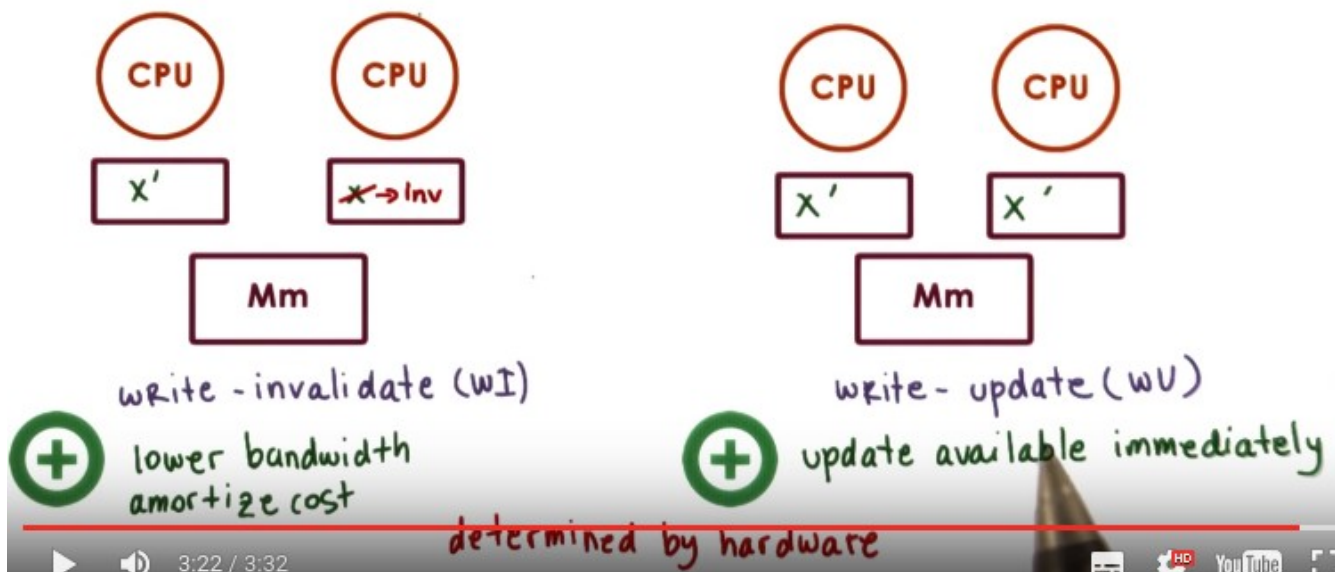 CPU CPU
X' X → Inv
Mm
write-invalidate (WI)
lower bandwidth
amortize cost
CPU CPU
X' X'
Mm
write-update (WU)
update available immediately
determined by hardware
3:22 / 3:32
HD
YouTube